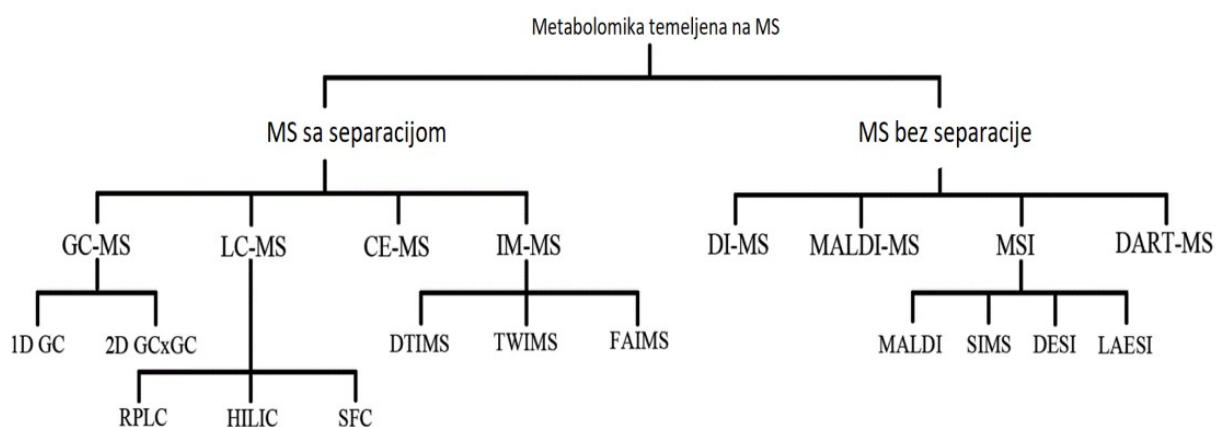 Metabolomika temeljena na MS
MS sa separacijom
MS bez separacije
GC-MS
LC-MS
CE-MS
IM-MS
DI-MS
MALDI-MS
MSI
DART-MS
1D GC
2D GCxGC
DTIMS
TWIMS
FAIMS
MALDI
SIMS
DESI
LAESI
RPLC
HILIC
SFC